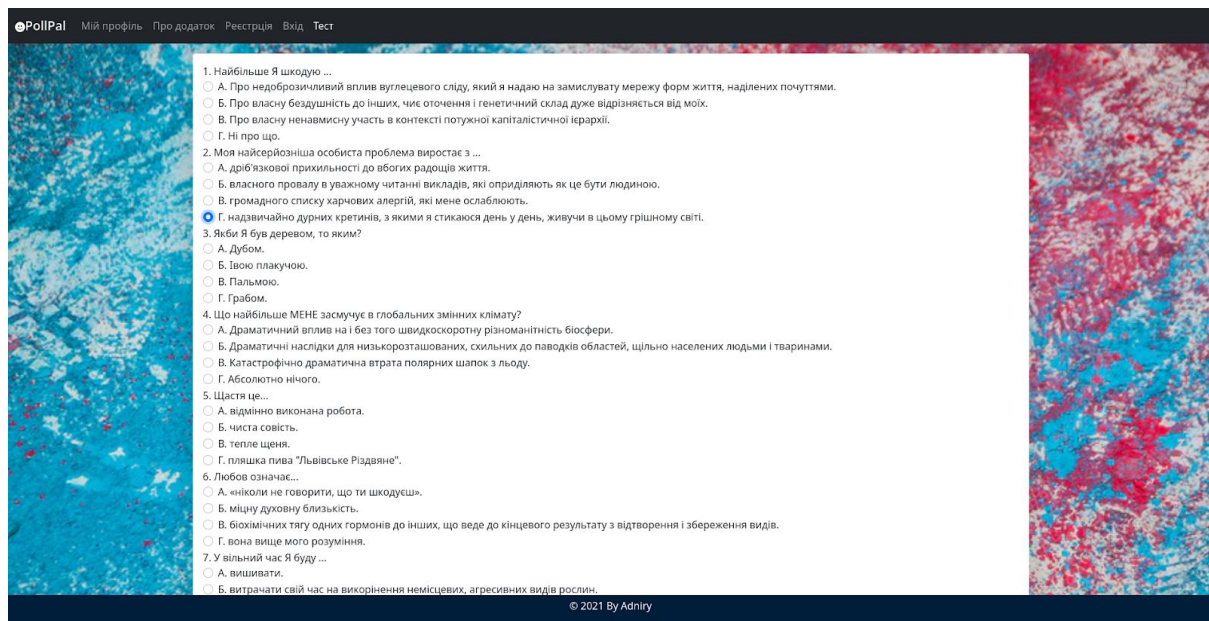 PollPal Мій профіль Про додаток Реєстрція Вхід Тест
1. Найбільше Я шкодую ...
А. Про недоброзичливий вплив вуглецевого сліду, який я надаю на замислувату мережу форм життя, наділених почуттями.
Б. Про власну бездушність до інших, чиє оточення і генетичний склад дуже відрізняється від моїх.
В. Про власну ненавмисну участь в контексті потужної капіталістичної ієрархії.
Г. Ні про що.
2. Моя найсерйозніша особиста проблема виростає з ...
А. дріб'язкової прихильності до вбогих радощів життя.
Б. власного провалу в уважному читанні викладів, які оприділяють як це бути людиною.
В. громадного списку харчових алергій, які мене ослаблюють.
Г. надзвичайно дурних кретинів, з якими я стикаюся день у день, живучи в цьому грішному світі.
3. Якби Я був деревом, то яким?
А. Дубом.
Б. Івою плакучою.
В. Пальмою.
Г. Грабом.
4. Що найбільше МЕНЕ засмучує в глобальних змінних клімату?
А. Драматичний вплив на і без того швидкоскоротну різноманітність біосфери.
Б. Драматичні наслідки для низькорозташованих, схильних до паводків областей, щільно населених людьми і тваринами.
В. Катастрофічно драматична втрата полярних шапок з льоду.
Г. Абсолютно нічого.
5. Щастя це...
А. відмінно виконана робота.
Б. чиста совість.
В. тепле щеня.
Г. пляшка пива "Львівське Різдвяне".
6. Любов означає...
А. «ніколи не говорити, що ти шкодуєш».
Б. міцну духовну близькість.
В. біохімічних тягу одних гормонів до інших, що веде до кінцевого результату з відтворення і збереження видів.
Г. вона вище мого розуміння.
7. У вільний час Я буду ...
А. вишивати.
Б. витрачати свій час на викорінення немісцевих, агресивних видів рослин.
© 2021 By Adniry